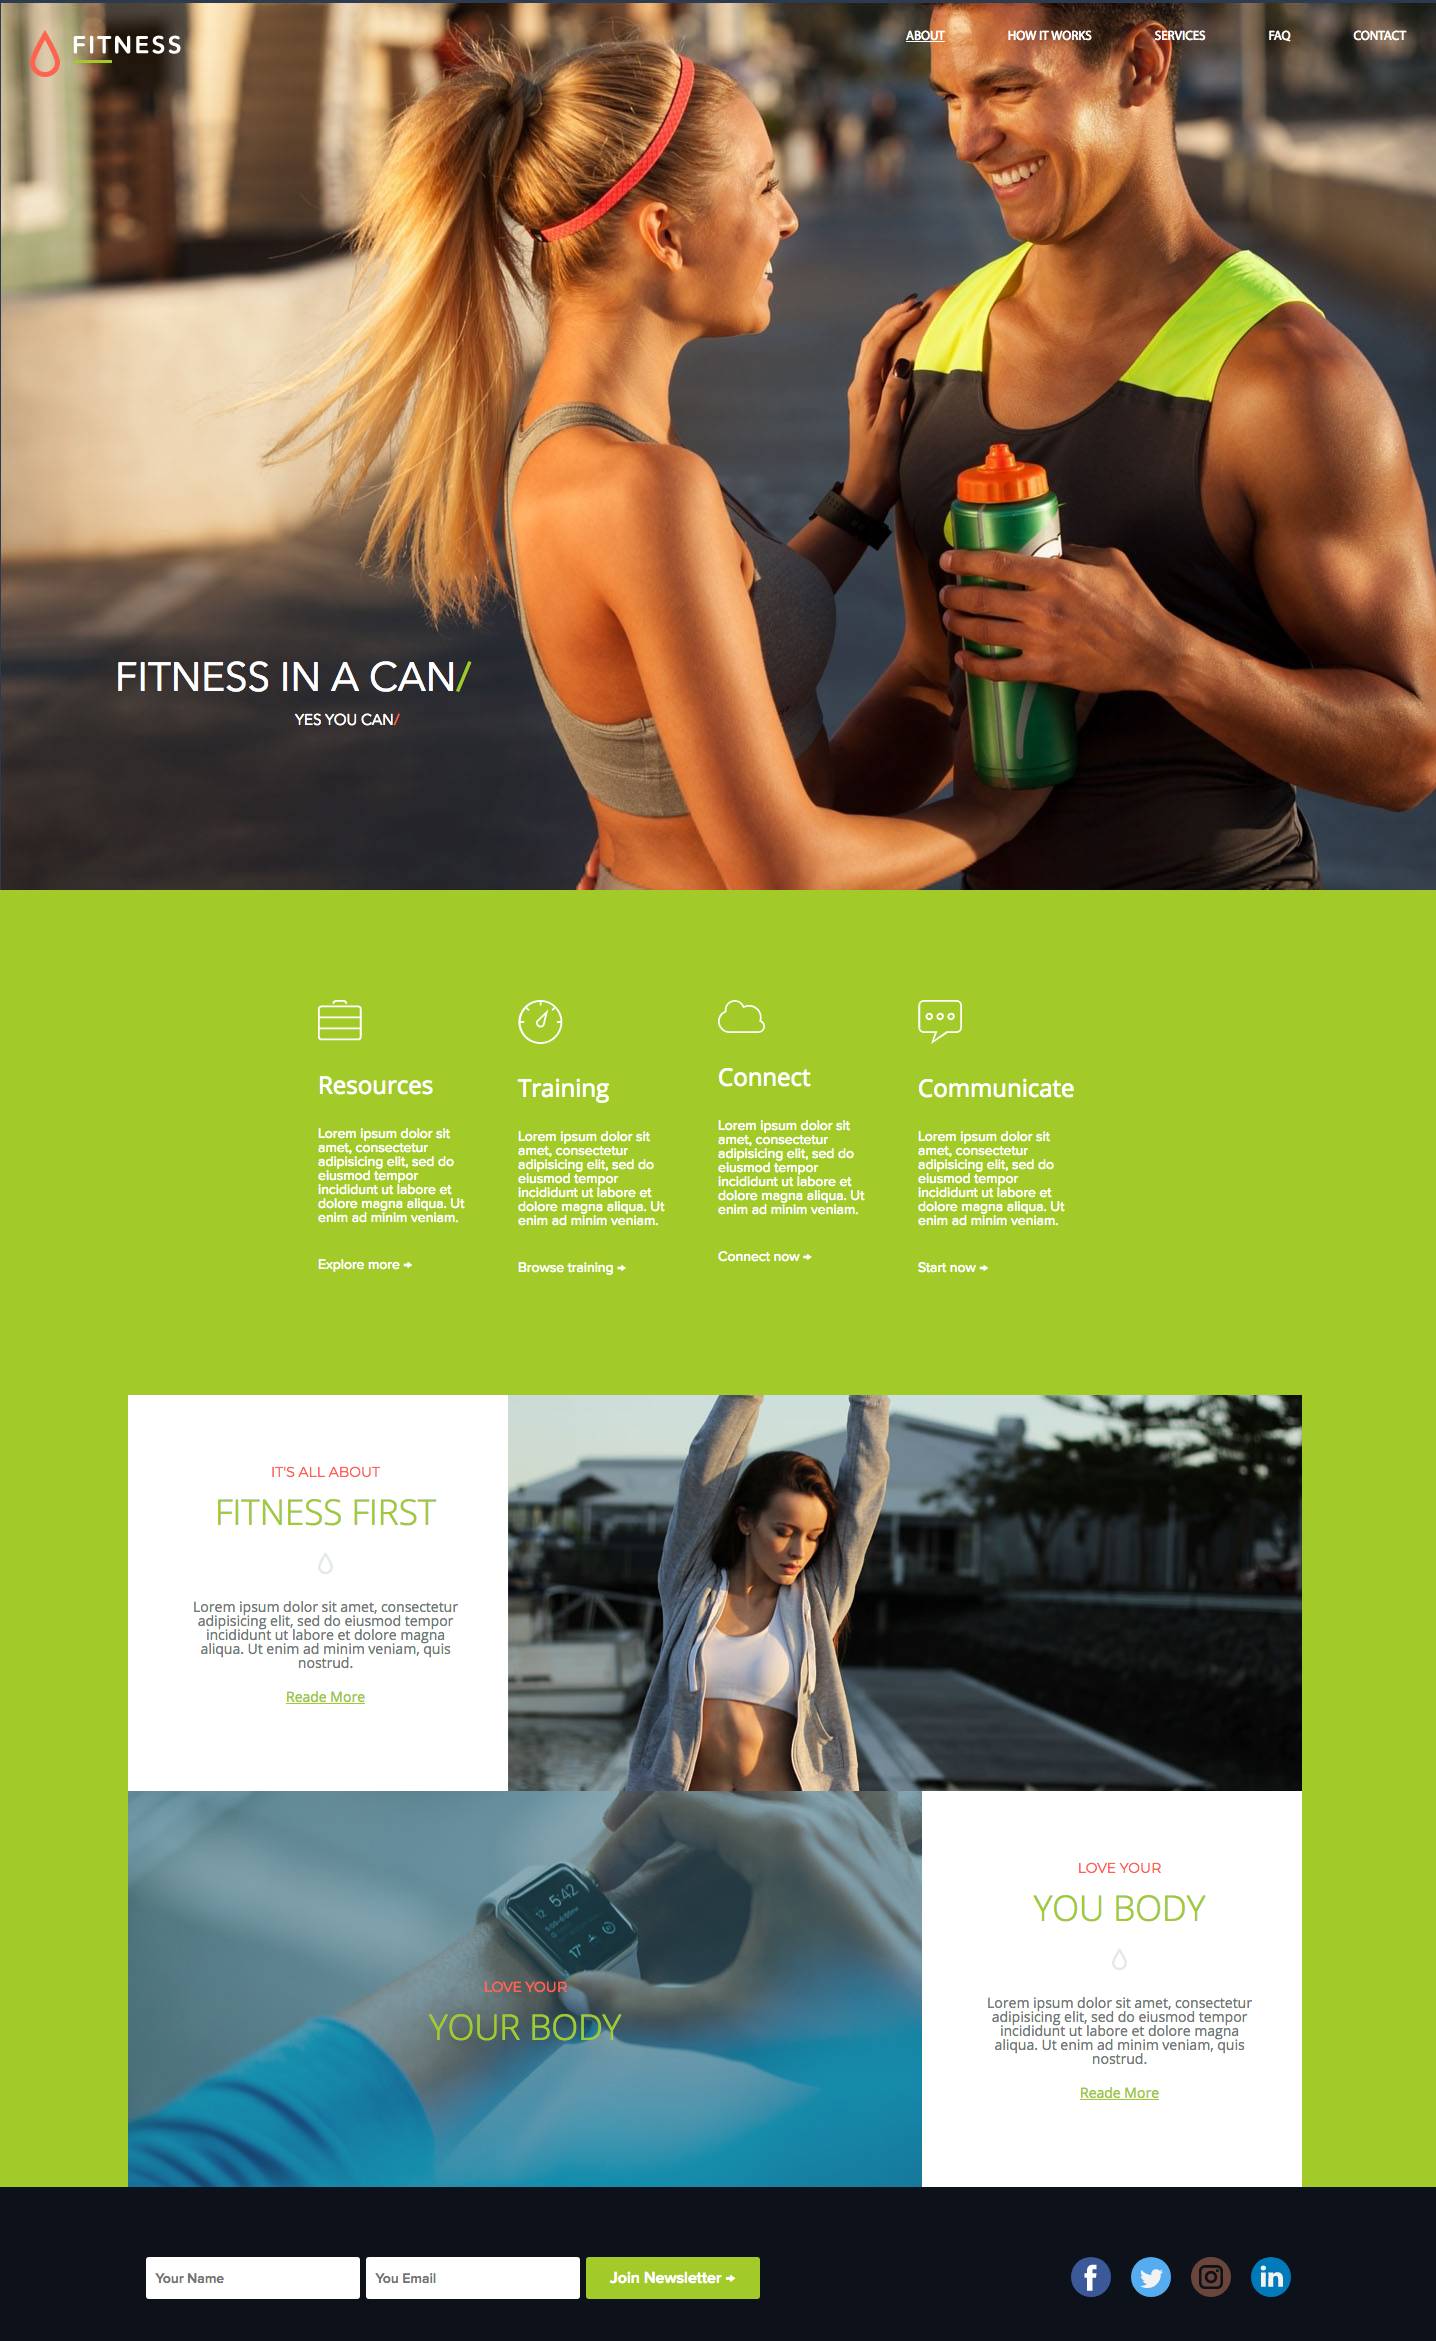 FITNESS
ABOUT HOW IT WORKS SERVICES FAQ CONTACT
FITNESS IN A CAN/
YES YOU CAN/
Resources
Lorem ipsum dolor sit
amet, consectetur
adipisicing elit, sed do
eiusmod tempor
incididunt ut labore et
dolore magna aliqua. Ut
enim ad minim veniam.
Explore more →
Training
Lorem ipsum dolor sit
amet, consectetur
adipisicing elit, sed do
eiusmod tempor
incididunt ut labore et
dolore magna aliqua. Ut
enim ad minim veniam.
Browse training →
Connect
Lorem ipsum dolor sit
amet, consectetur
adipisicing elit, sed do
eiusmod tempor
incididunt ut labore et
dolore magna aliqua. Ut
enim ad minim veniam.
Connect now →
Communicate
Lorem ipsum dolor sit
amet, consectetur
adipisicing elit, sed do
eiusmod tempor
incididunt ut labore et
dolore magna aliqua. Ut
enim ad minim veniam.
Start now →
IT'S ALL ABOUT
FITNESS FIRST
Lorem ipsum dolor sit amet, consectetur
adipisicing elit, sed do eiusmod tempor
incididunt ut labore et dolore magna
aliqua. Ut enim ad minim veniam, quis
nostrud.
Reade More
5:42
17°
LOVE YOUR
YOUR BODY
LOVE YOUR
YOU BODY
Lorem ipsum dolor sit amet, consectetur
adipisicing elit, sed do eiusmod tempor
incididunt ut labore et dolore magna
aliqua. Ut enim ad minim veniam, quis
nostrud.
Reade More
Your Name
You Email
Join Newsletter →
f
in